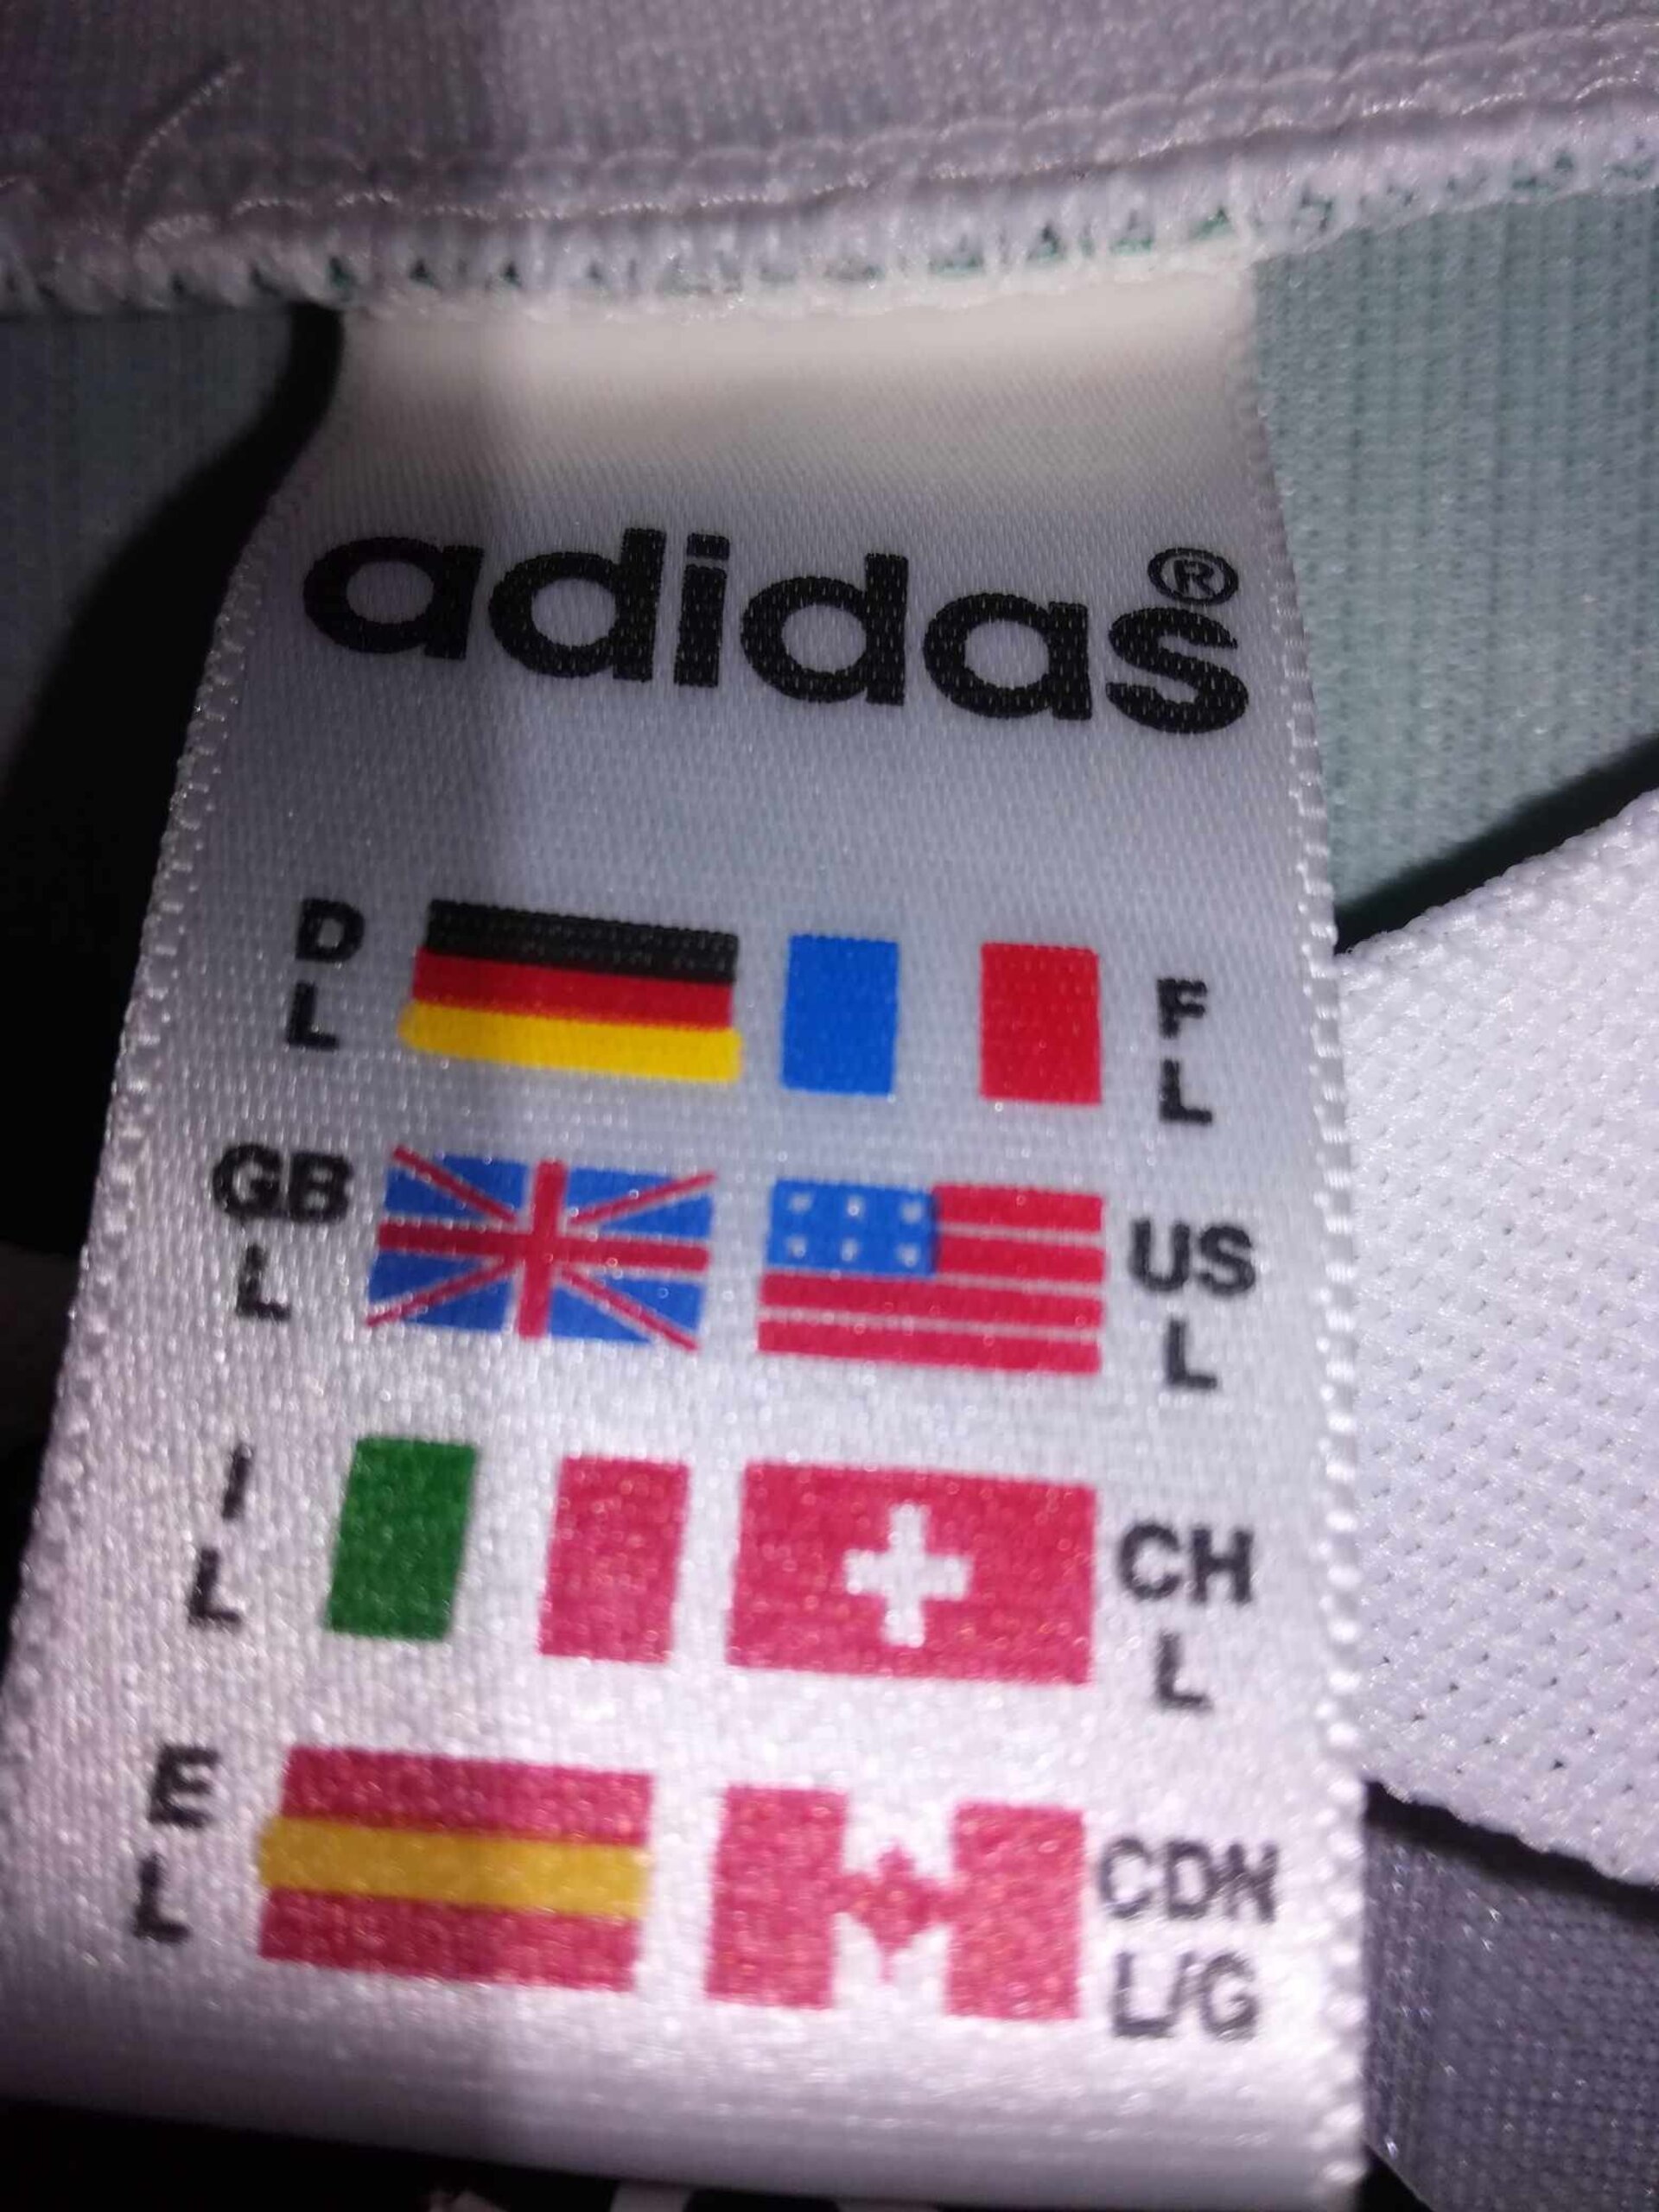 adidas®
D F
L L
GB US
L L
I CH
L L
E CDN
L L/G